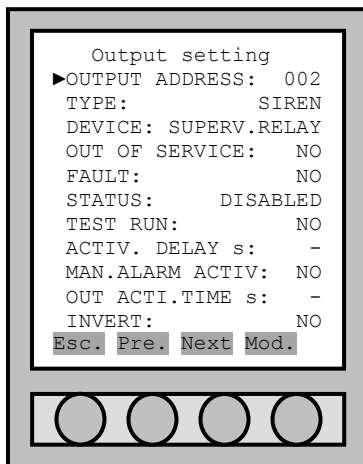 Output setting
►OUTPUT ADDRESS: 002
TYPE: SIREN
DEVICE: SUPERV.RELAY
OUT OF SERVICE: NO
FAULT: NO
STATUS: DISABLED
TEST RUN: NO
ACTIV. DELAY s: -
MAN.ALARM ACTIV: NO
OUT ACTI.TIME s: -
INVERT: NO
Esc. Pre. Next Mod.